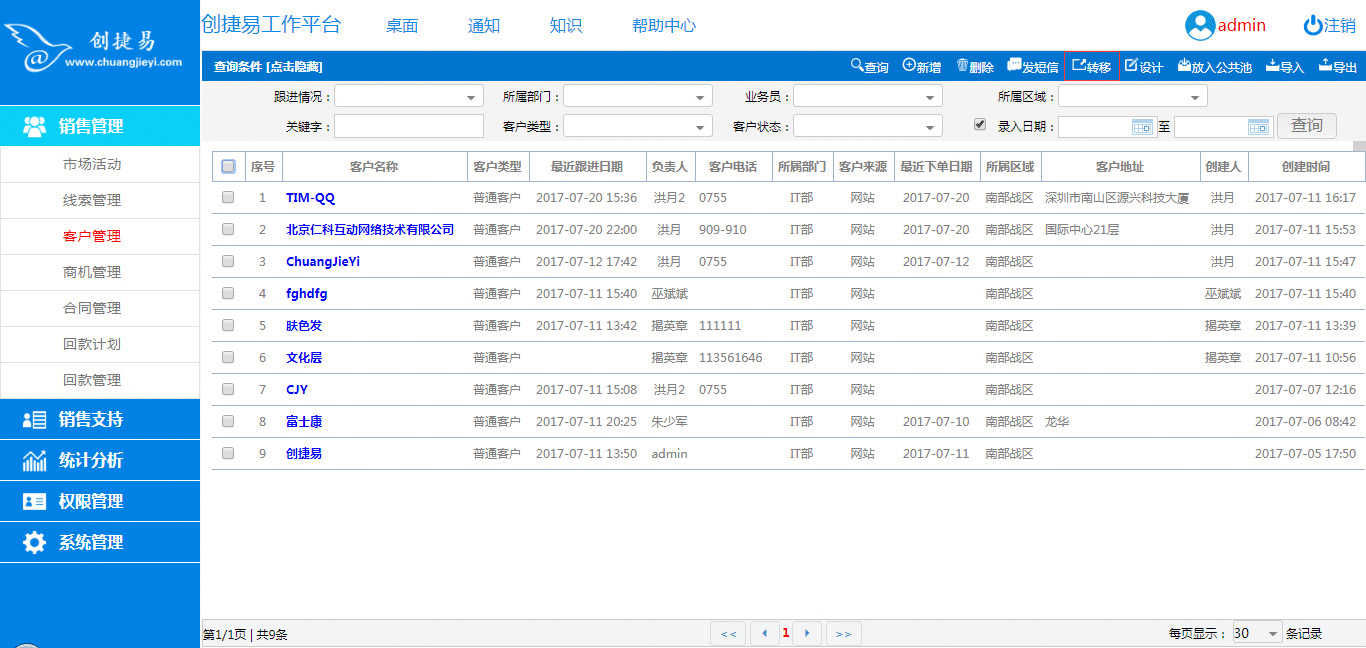 创捷易
www.chuangjieyi.com
创捷易工作平台 桌面 通知 知识 帮助中心 admin 注销
查询条件 [点击隐藏] 查询 新增 删除 发短信 转移 设计 放入公共池 导入 导出
跟进情况： 所属部门： 业务员： 所属区域：
关键字： 客户类型： 客户状态： 录入日期： 至 查询
销售管理
市场活动
线索管理
客户管理
商机管理
合同管理
回款计划
回款管理
销售支持
统计分析
权限管理
系统管理
序号 客户名称 客户类型 最近跟进日期 负责人 客户电话 所属部门 客户来源 最近下单日期 所属区域 客户地址 创建人 创建时间
1 TIM-QQ 普通客户 2017-07-20 15:36 洪月2 0755 IT部 网站 2017-07-20 南部战区 深圳市南山区源兴科技大厦 洪月 2017-07-11 16:17
2 北京仁科互动网络技术有限公司 普通客户 2017-07-20 22:00 洪月 909-910 IT部 网站 2017-07-20 南部战区 国际中心21层 洪月 2017-07-11 15:53
3 ChuangJieYi 普通客户 2017-07-12 17:42 洪月 0755 IT部 网站 2017-07-12 南部战区 洪月 2017-07-11 15:47
4 fghdfg 普通客户 2017-07-11 15:40 巫斌斌 IT部 网站 南部战区 巫斌斌 2017-07-11 15:40
5 肤色发 普通客户 2017-07-11 13:42 揭英章 111111 IT部 网站 南部战区 揭英章 2017-07-11 13:39
6 文化层 普通客户 揭英章 113561646 IT部 网站 南部战区 揭英章 2017-07-11 10:56
7 CJY 普通客户 2017-07-11 15:08 洪月2 0755 IT部 网站 南部战区 2017-07-07 12:16
8 富士康 普通客户 2017-07-11 20:25 朱少军 IT部 网站 2017-07-10 南部战区 龙华 2017-07-06 08:42
9 创捷易 普通客户 2017-07-11 13:50 admin IT部 网站 2017-07-11 南部战区 2017-07-05 17:50
第1/1页 | 共9条 << 1 >> 每页显示： 30 条记录